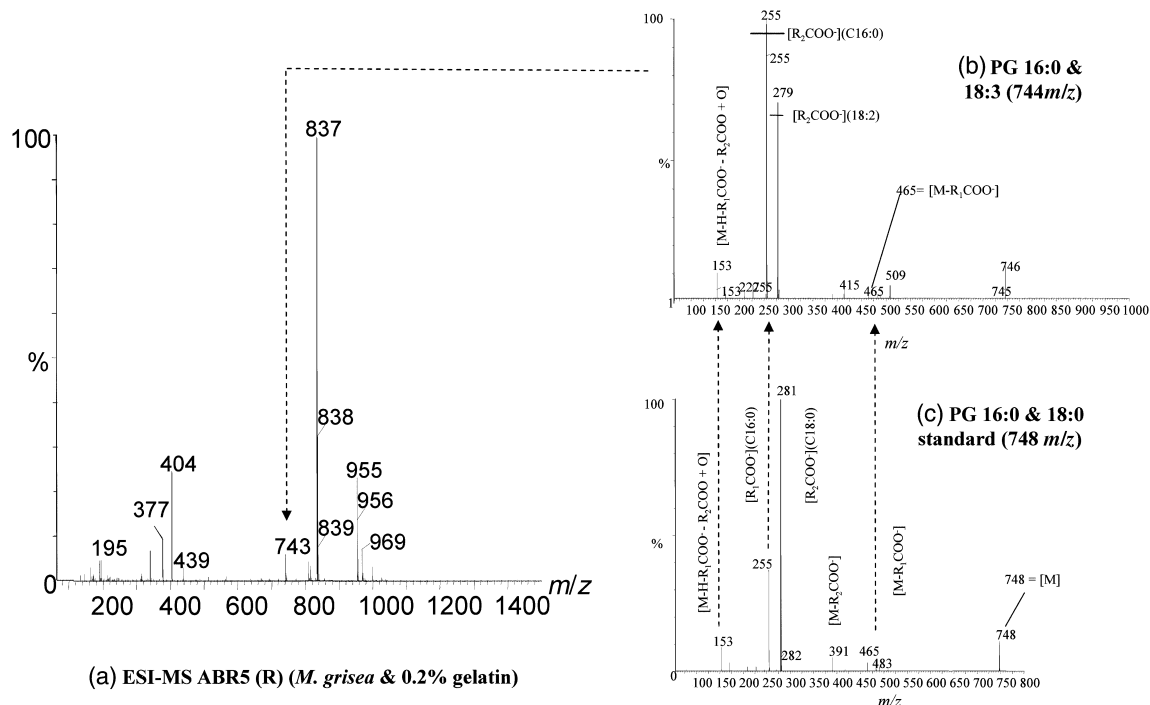 100
%
0
837
838
839
404
377
439
195
743
955
956
969
200 400 600 800 1000 1200 1400 m/z
(a) ESI-MS ABR5 (R) (M. grisea & 0.2% gelatin)
100
%
1
255
[R₂COO⁻](C16:0)
255
279
[R₂COO⁻](18:2)
[M-H-R₁COO⁻- R₂COO + O]
465= [M-R₁COO⁻]
153
153
222
255
415
465
509
746
745
100 150 200 250 300 350 400 450 500 550 600 650 700 750 800 850 900 1000
m/z
(b) PG 16:0 &
18:3 (744m/z)
100
%
0
281
[M-H-R₁COO⁻- R₂COO + O]
[R₁COO⁻](C16:0)
[R₂COO⁻](C18:0)
[M-R₂COO⁻]
[M-R₁COO⁻]
153
255
282
391
465
483
748 = [M]
748
100 150 200 250 300 350 400 450 500 550 600 650 700 750 800
m/z
(c) PG 16:0 & 18:0
standard (748 m/z)